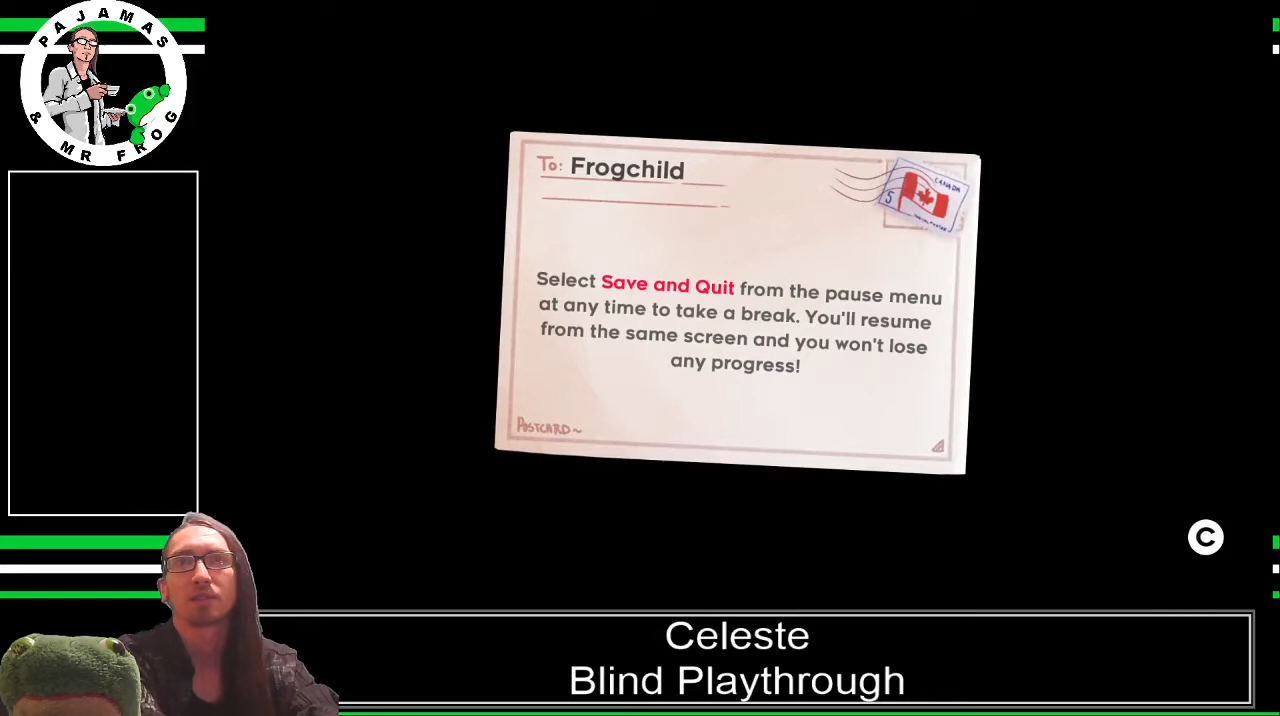 PAJAMAS
& MR FROG
To: Frogchild
CANADA
5
Select Save and Quit from the pause menu
at any time to take a break. You'll resume
from the same screen and you won't lose
any progress!
POSTCARD~
C
Celeste
Blind Playthrough